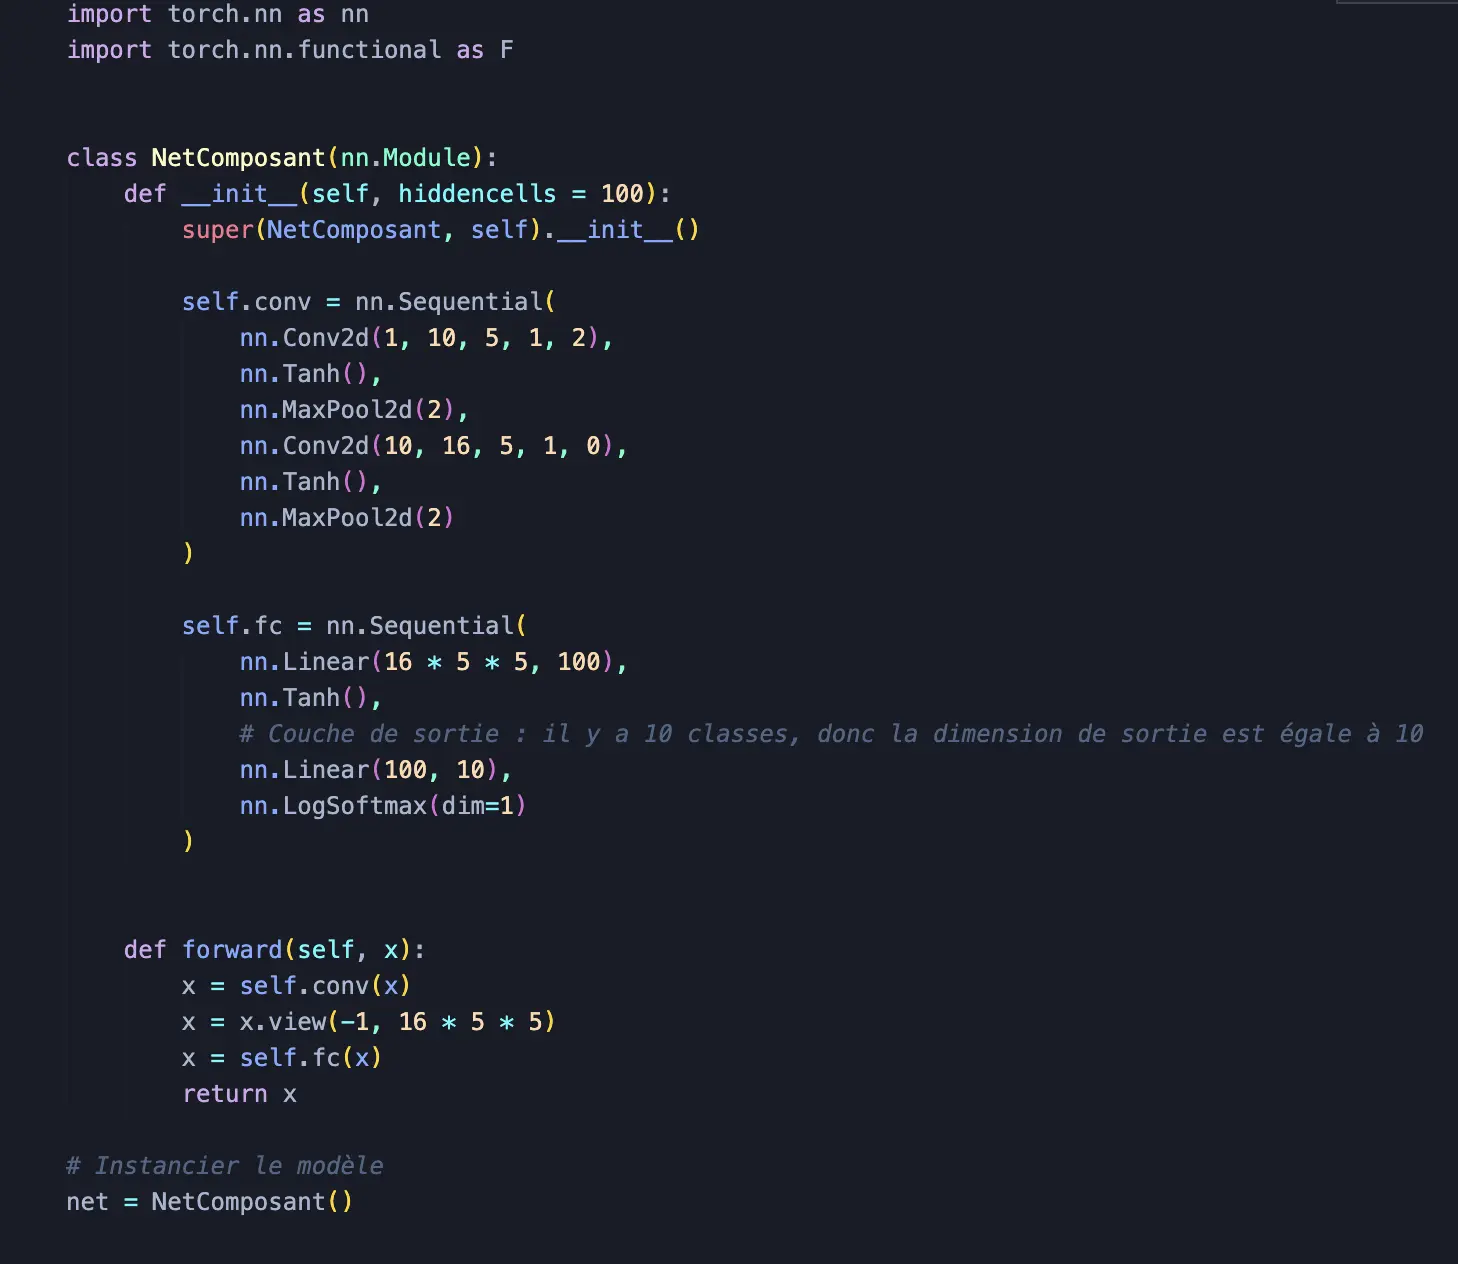 import torch.nn as nn
import torch.nn.functional as F
class NetComposant(nn.Module):
def __init__(self, hiddencells = 100):
super(NetComposant, self).__init__()
self.conv = nn.Sequential(
nn.Conv2d(1, 10, 5, 1, 2),
nn.Tanh(),
nn.MaxPool2d(2),
nn.Conv2d(10, 16, 5, 1, 0),
nn.Tanh(),
nn.MaxPool2d(2)
)
self.fc = nn.Sequential(
nn.Linear(16 * 5 * 5, 100),
nn.Tanh(),
# Couche de sortie : il y a 10 classes, donc la dimension de sortie est égale à 10
nn.Linear(100, 10),
nn.LogSoftmax(dim=1)
)
def forward(self, x):
x = self.conv(x)
x = x.view(-1, 16 * 5 * 5)
x = self.fc(x)
return x
# Instancier le modèle
net = NetComposant()